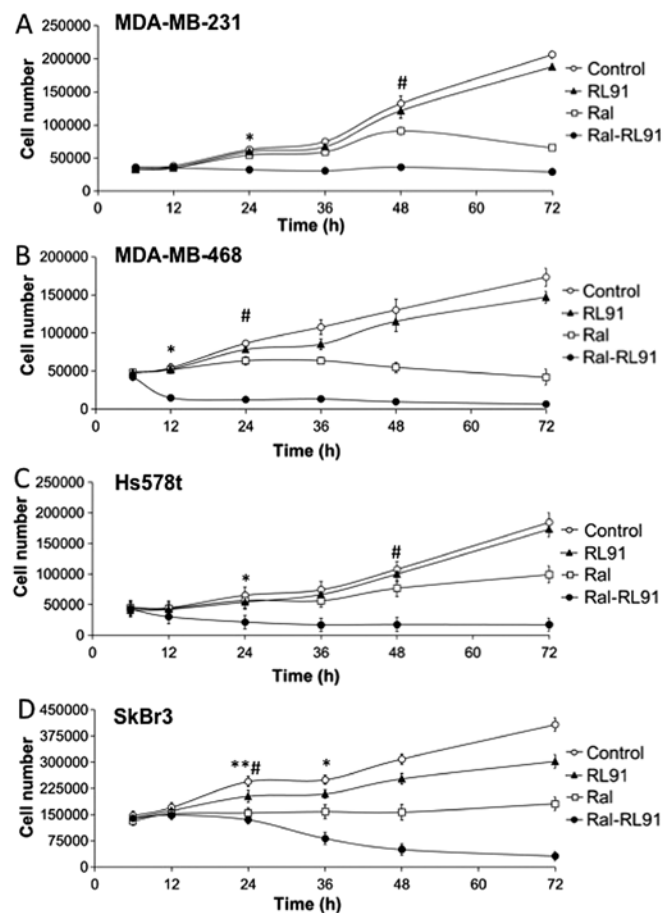 A MDA-MB-231
Cell number
250000
200000
150000
100000
50000
0
*
#
Control
RL91
Ral
Ral-RL91
0 12 24 36 48 60 72
Time (h)
B MDA-MB-468
Cell number
200000
150000
100000
50000
0
*
#
Control
RL91
Ral
Ral-RL91
0 12 24 36 48 60 72
Time (h)
C Hs578t
Cell number
250000
200000
150000
100000
50000
0
*
#
Control
RL91
Ral
Ral-RL91
0 12 24 36 48 60 72
Time (h)
D SkBr3
Cell number
450000
375000
300000
225000
150000
75000
0
**#
*
Control
RL91
Ral
Ral-RL91
0 12 24 36 48 60 72
Time (h)